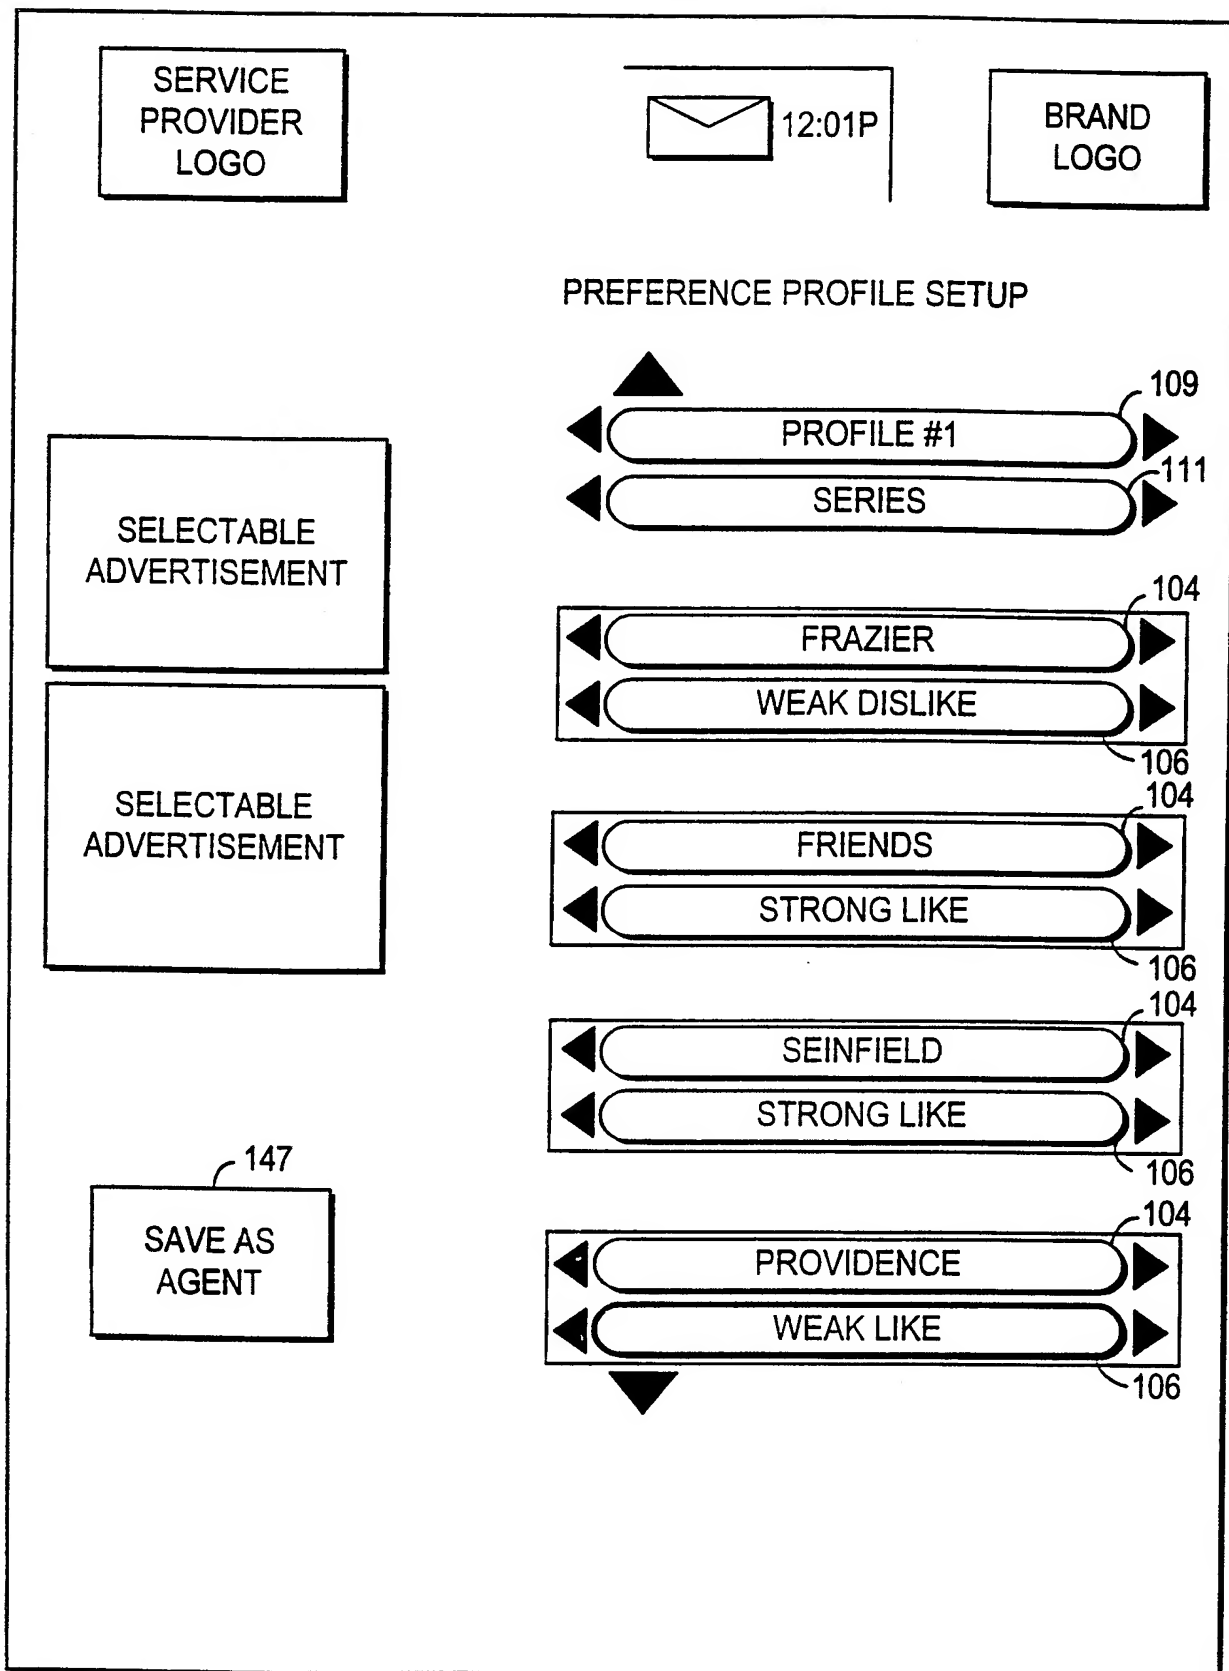 SERVICE
PROVIDER
LOGO
12:01P
BRAND
LOGO
PREFERENCE PROFILE SETUP
109
PROFILE #1
111
SERIES
SELECTABLE
ADVERTISEMENT
104
FRAZIER
WEAK DISLIKE
106
SELECTABLE
ADVERTISEMENT
104
FRIENDS
STRONG LIKE
106
104
SEINFIELD
STRONG LIKE
106
147
SAVE AS
AGENT
104
PROVIDENCE
WEAK LIKE
106